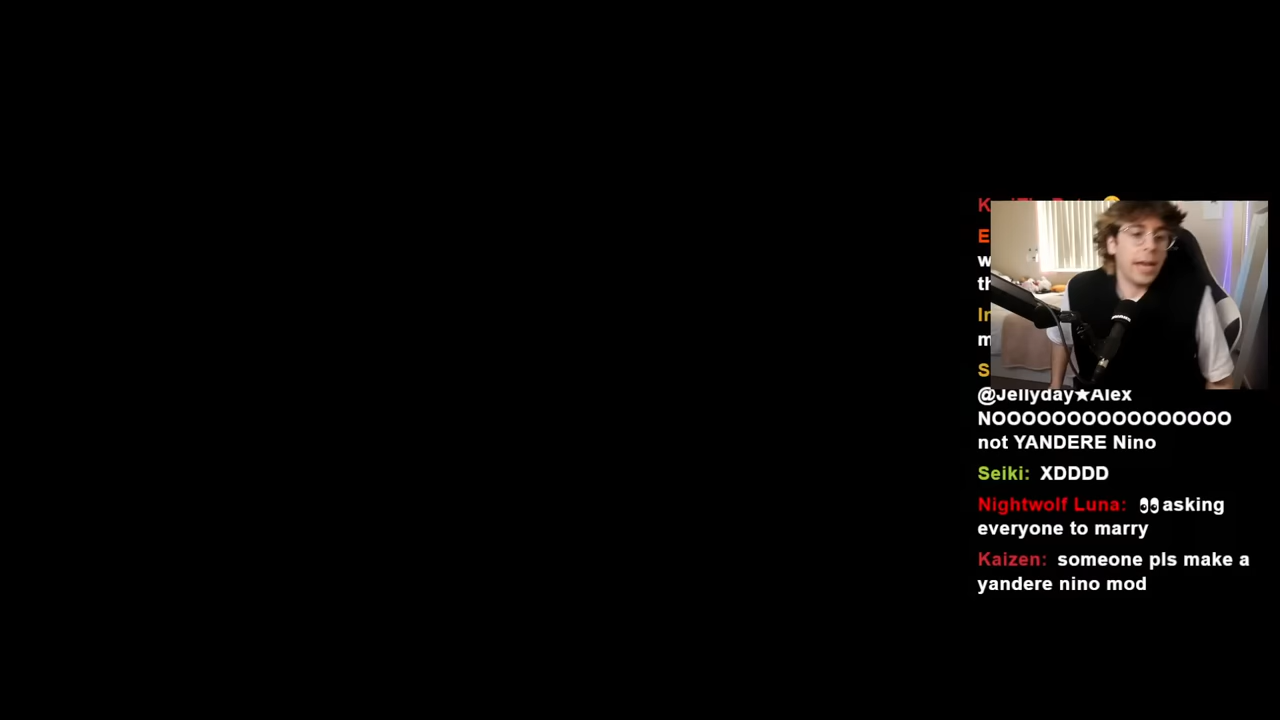 @Jellyday★Alex
NOOOOOOOOOOOOOOOO
not YANDERE Nino
Seiki: XDDDD
Nightwolf Luna: 👀asking
everyone to marry
Kaizen: someone pls make a
yandere nino mod